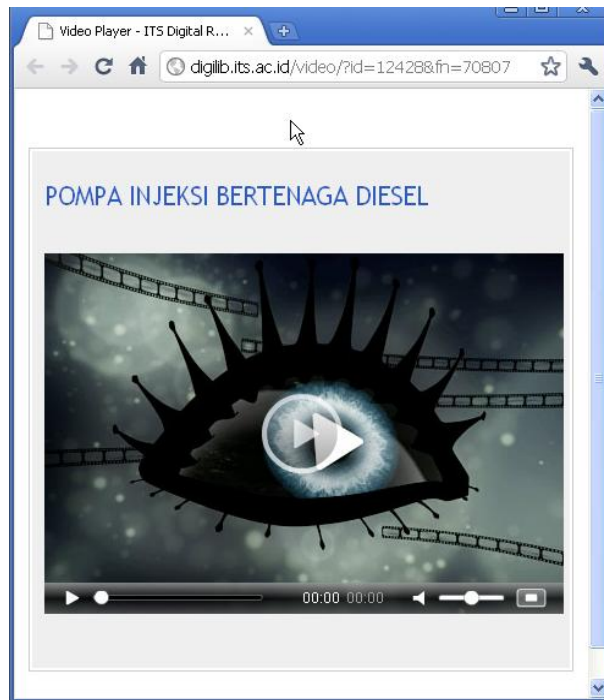 Video Player - ITS Digital R...
digilib.its.ac.id/video/?id=12428&fn=70807
POMPA INJEKSI BERTENAGA DIESEL
00:00 00:00